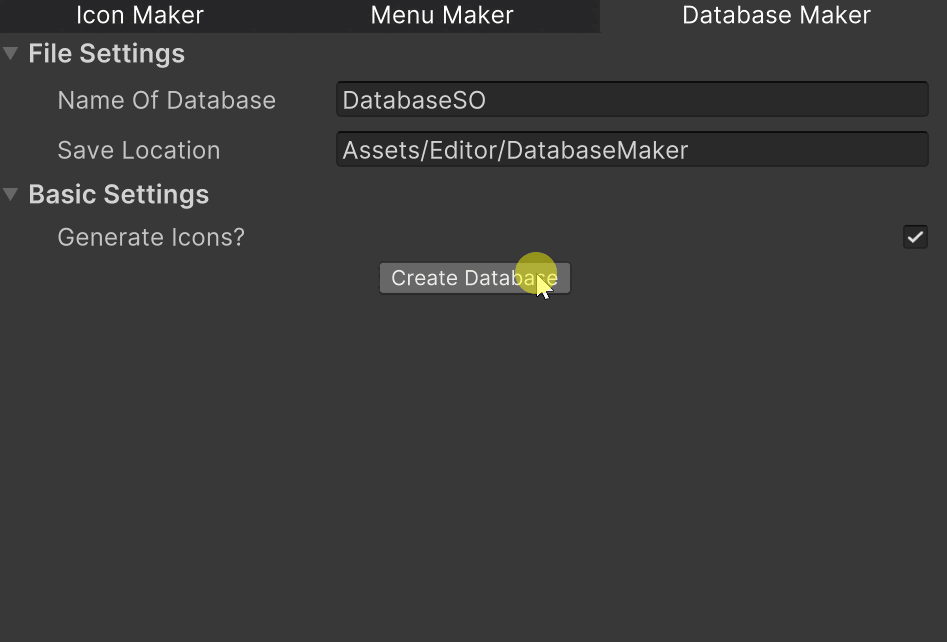 Icon Maker Menu Maker Database Maker
File Settings
Name Of Database DatabaseSO
Save Location Assets/Editor/DatabaseMaker
Basic Settings
Generate Icons?
Create Database